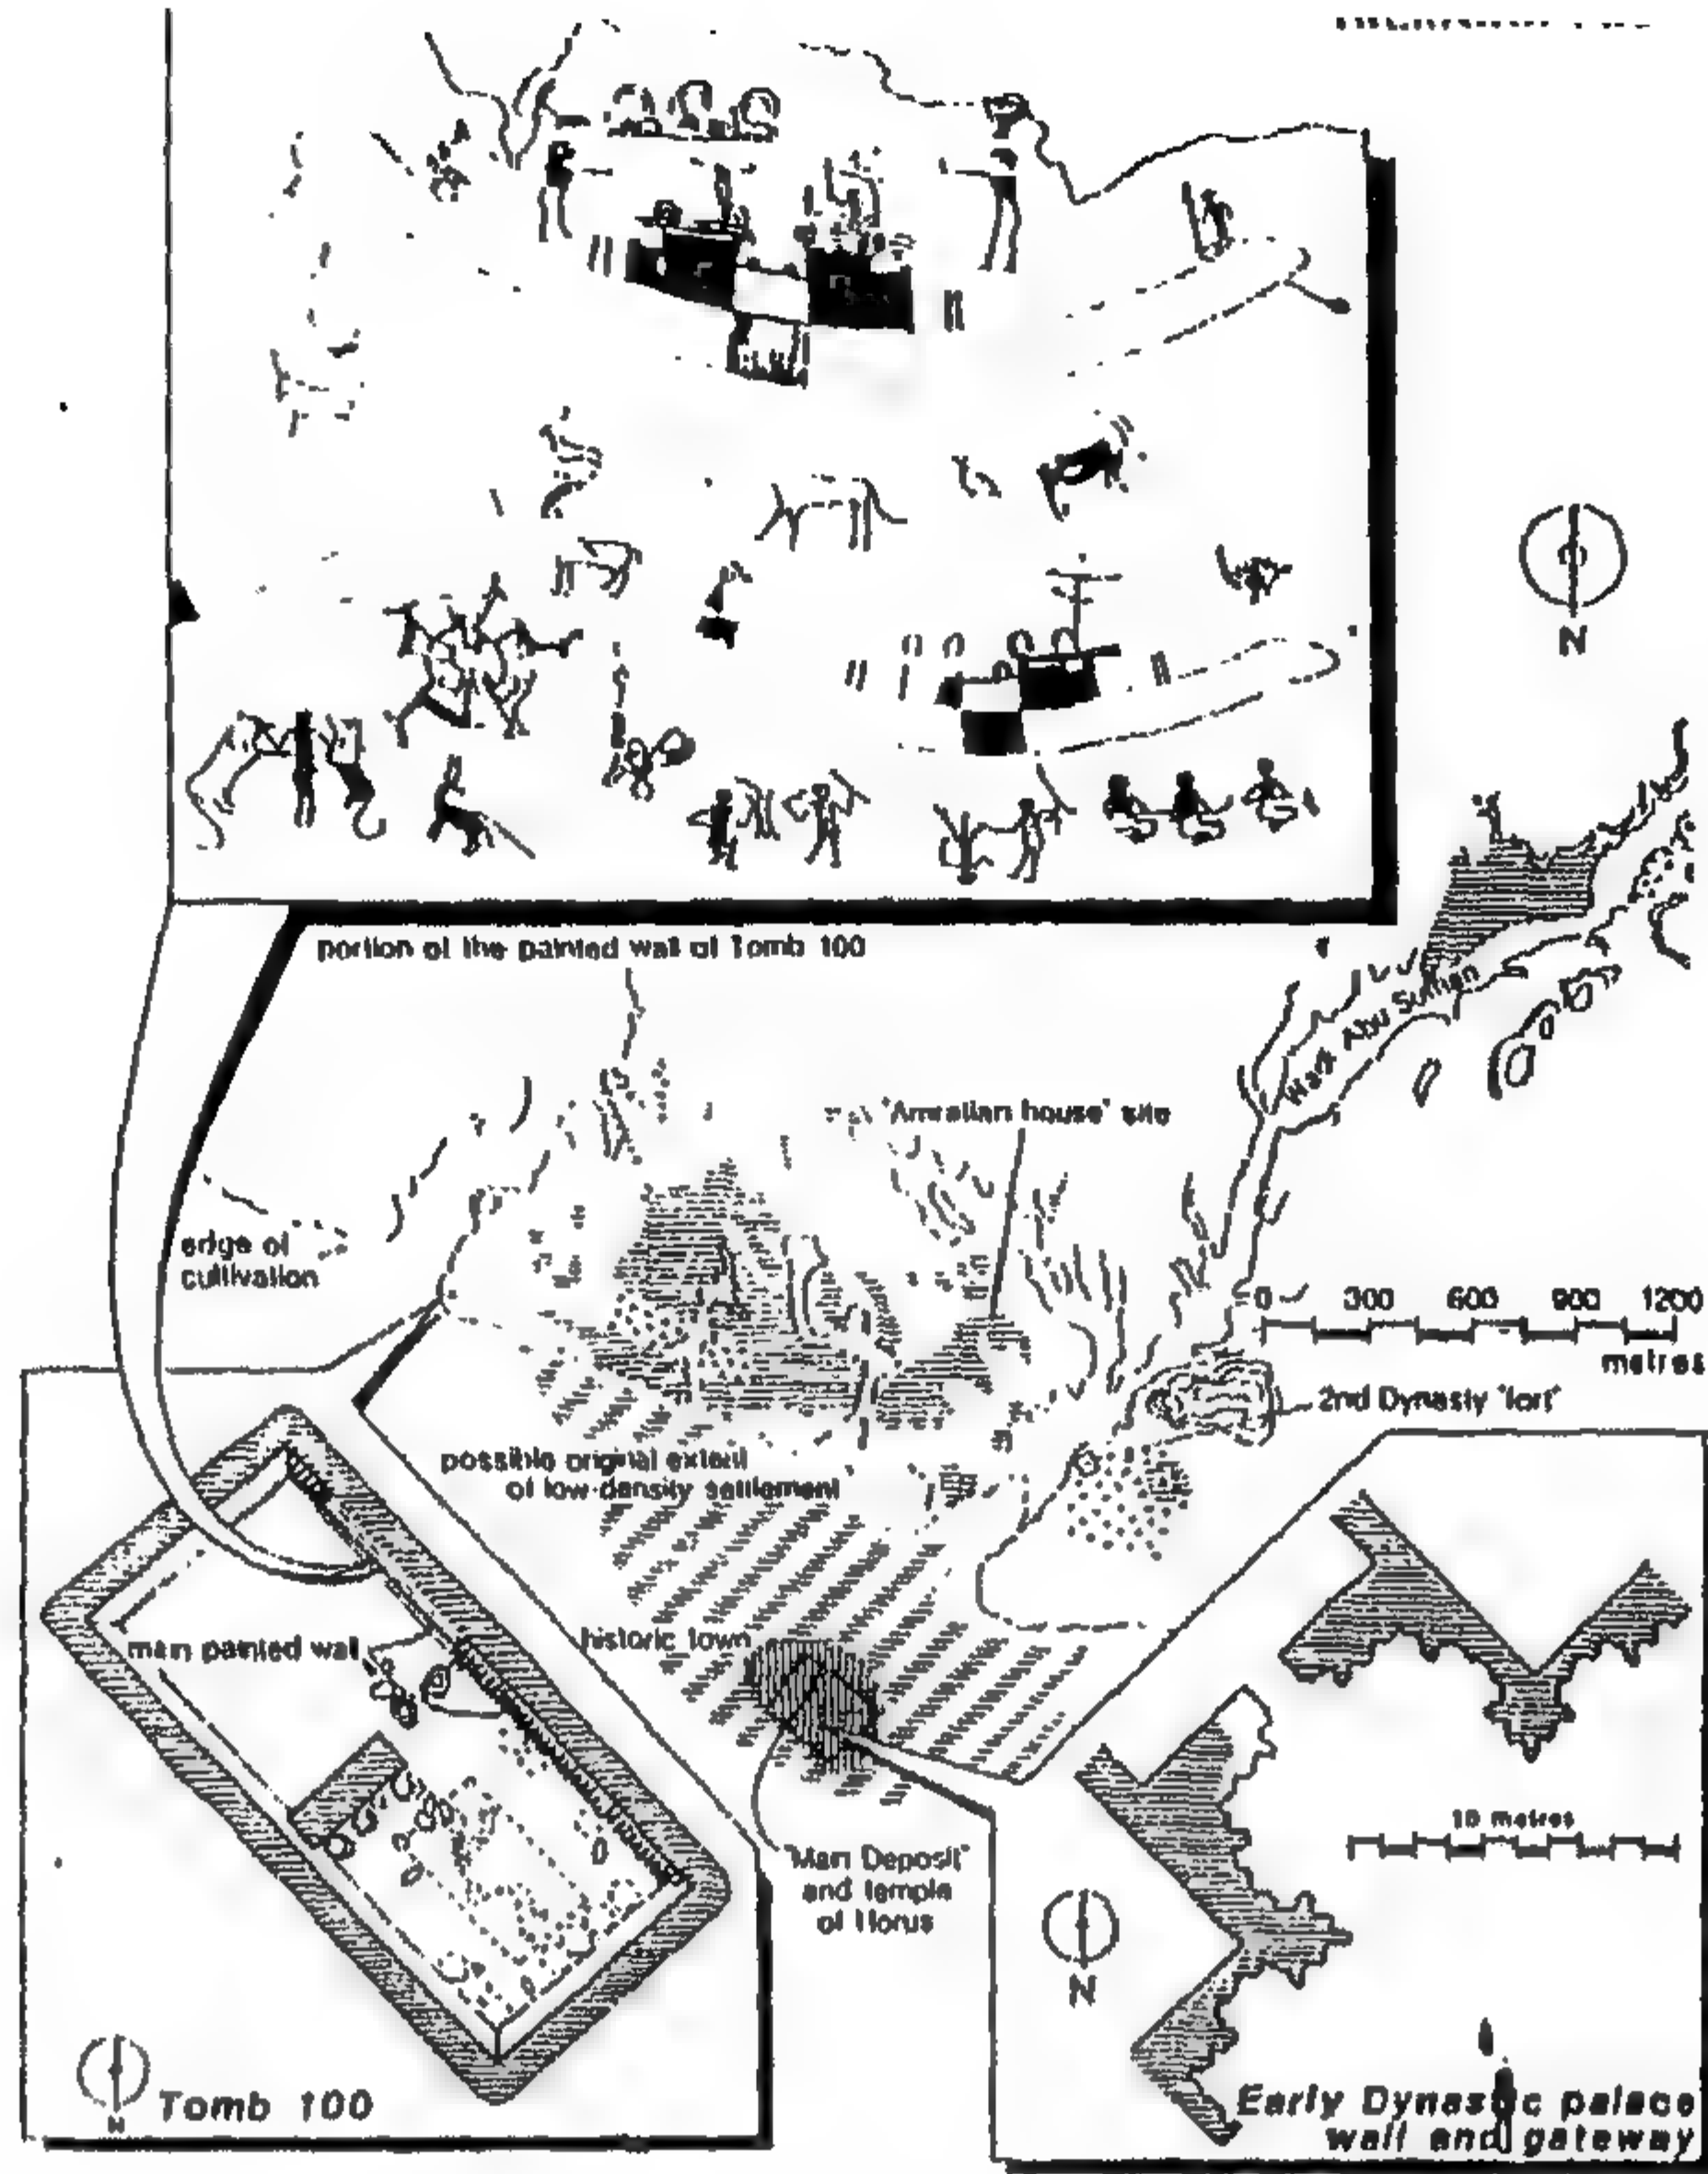 portion of the painted wall of Tomb 100
N
Wadi Abu Suffian
'Amratian house' site
edge of
cultivation
0 300 600 900 1200
metres
2nd Dynasty 'fort'
possible original extent
of low-density settlement
historic town
main painted wall
10 metres
'Main Deposit'
and temple
of Horus
N
N
Tomb 100
Early Dynastic palace
wall and gateway